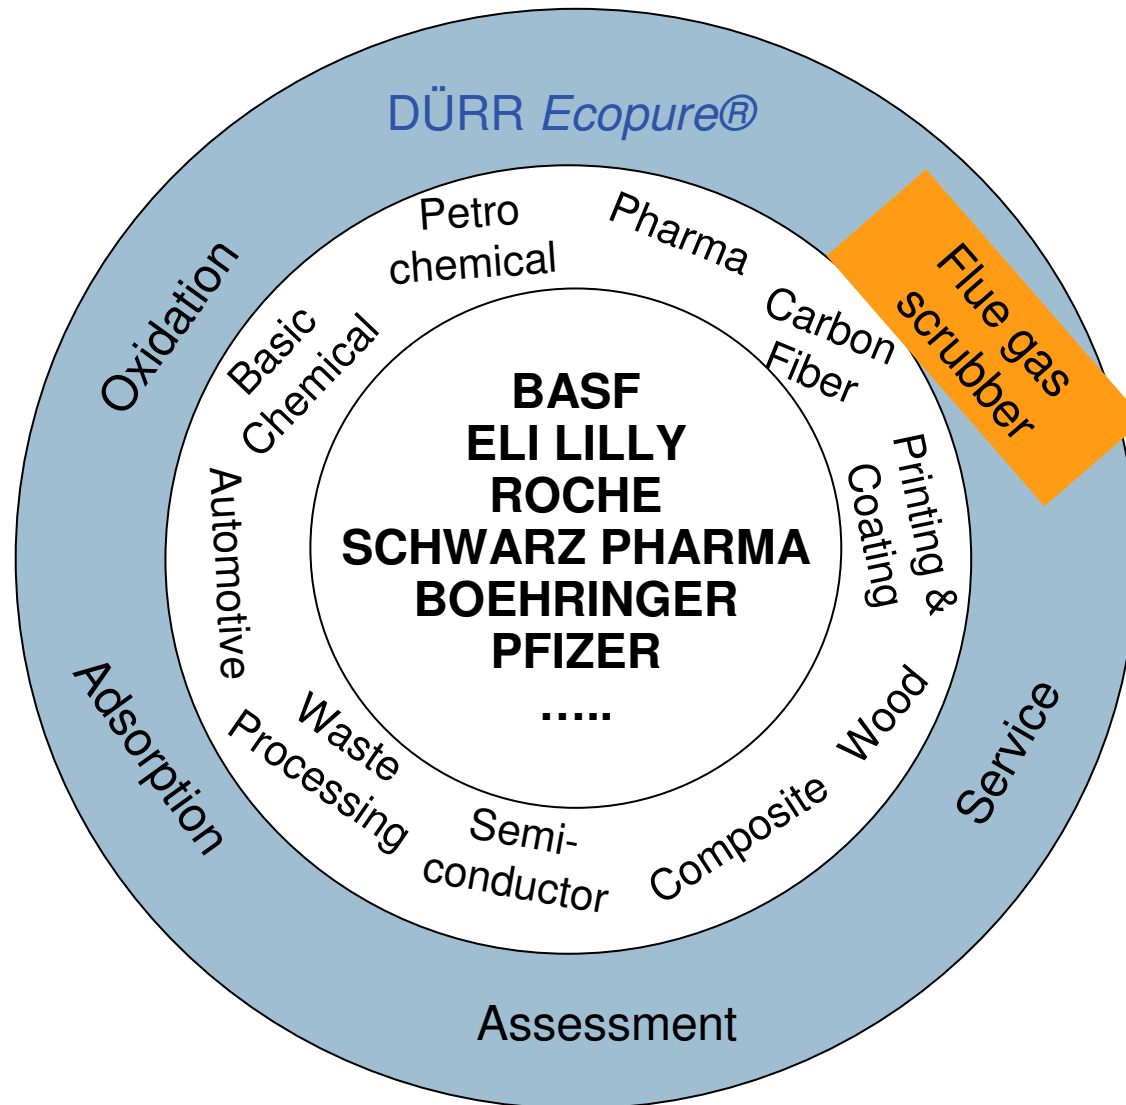 DÜRR Ecopure®
Oxidation
Flue gas
scrubber
Adsorption
Service
Assessment
Petro
chemical
Pharma
Carbon
Fiber
Basic
Chemical
Printing &
Coating
Automotive
Wood
Waste
Processing
Composite
Semi-
conductor
BASF
ELI LILLY
ROCHE
SCHWARZ PHARMA
BOEHRINGER
PFIZER
.....